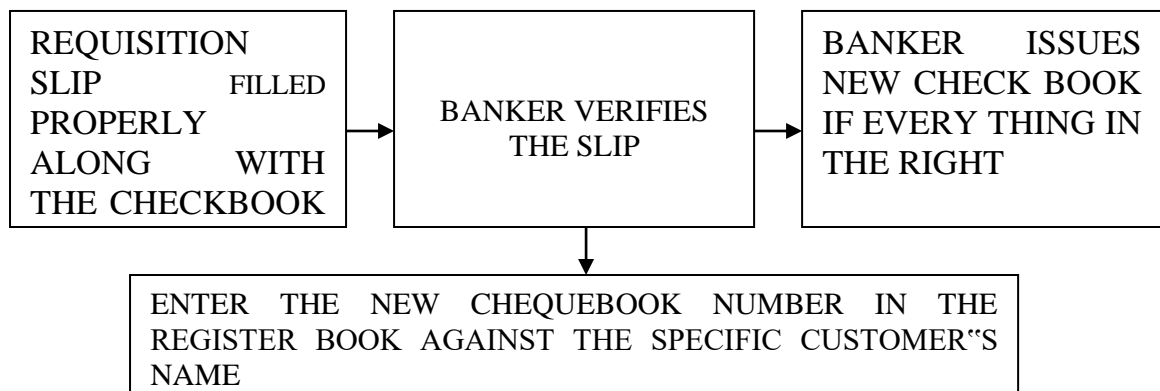 REQUISITION
SLIP FILLED
PROPERLY
ALONG WITH
THE CHECKBOOK
BANKER VERIFIES
THE SLIP
BANKER ISSUES
NEW CHECK BOOK
IF EVERY THING IN
THE RIGHT
ENTER THE NEW CHEQUEBOOK NUMBER IN THE
REGISTER BOOK AGAINST THE SPECIFIC CUSTOMER‟S
NAME